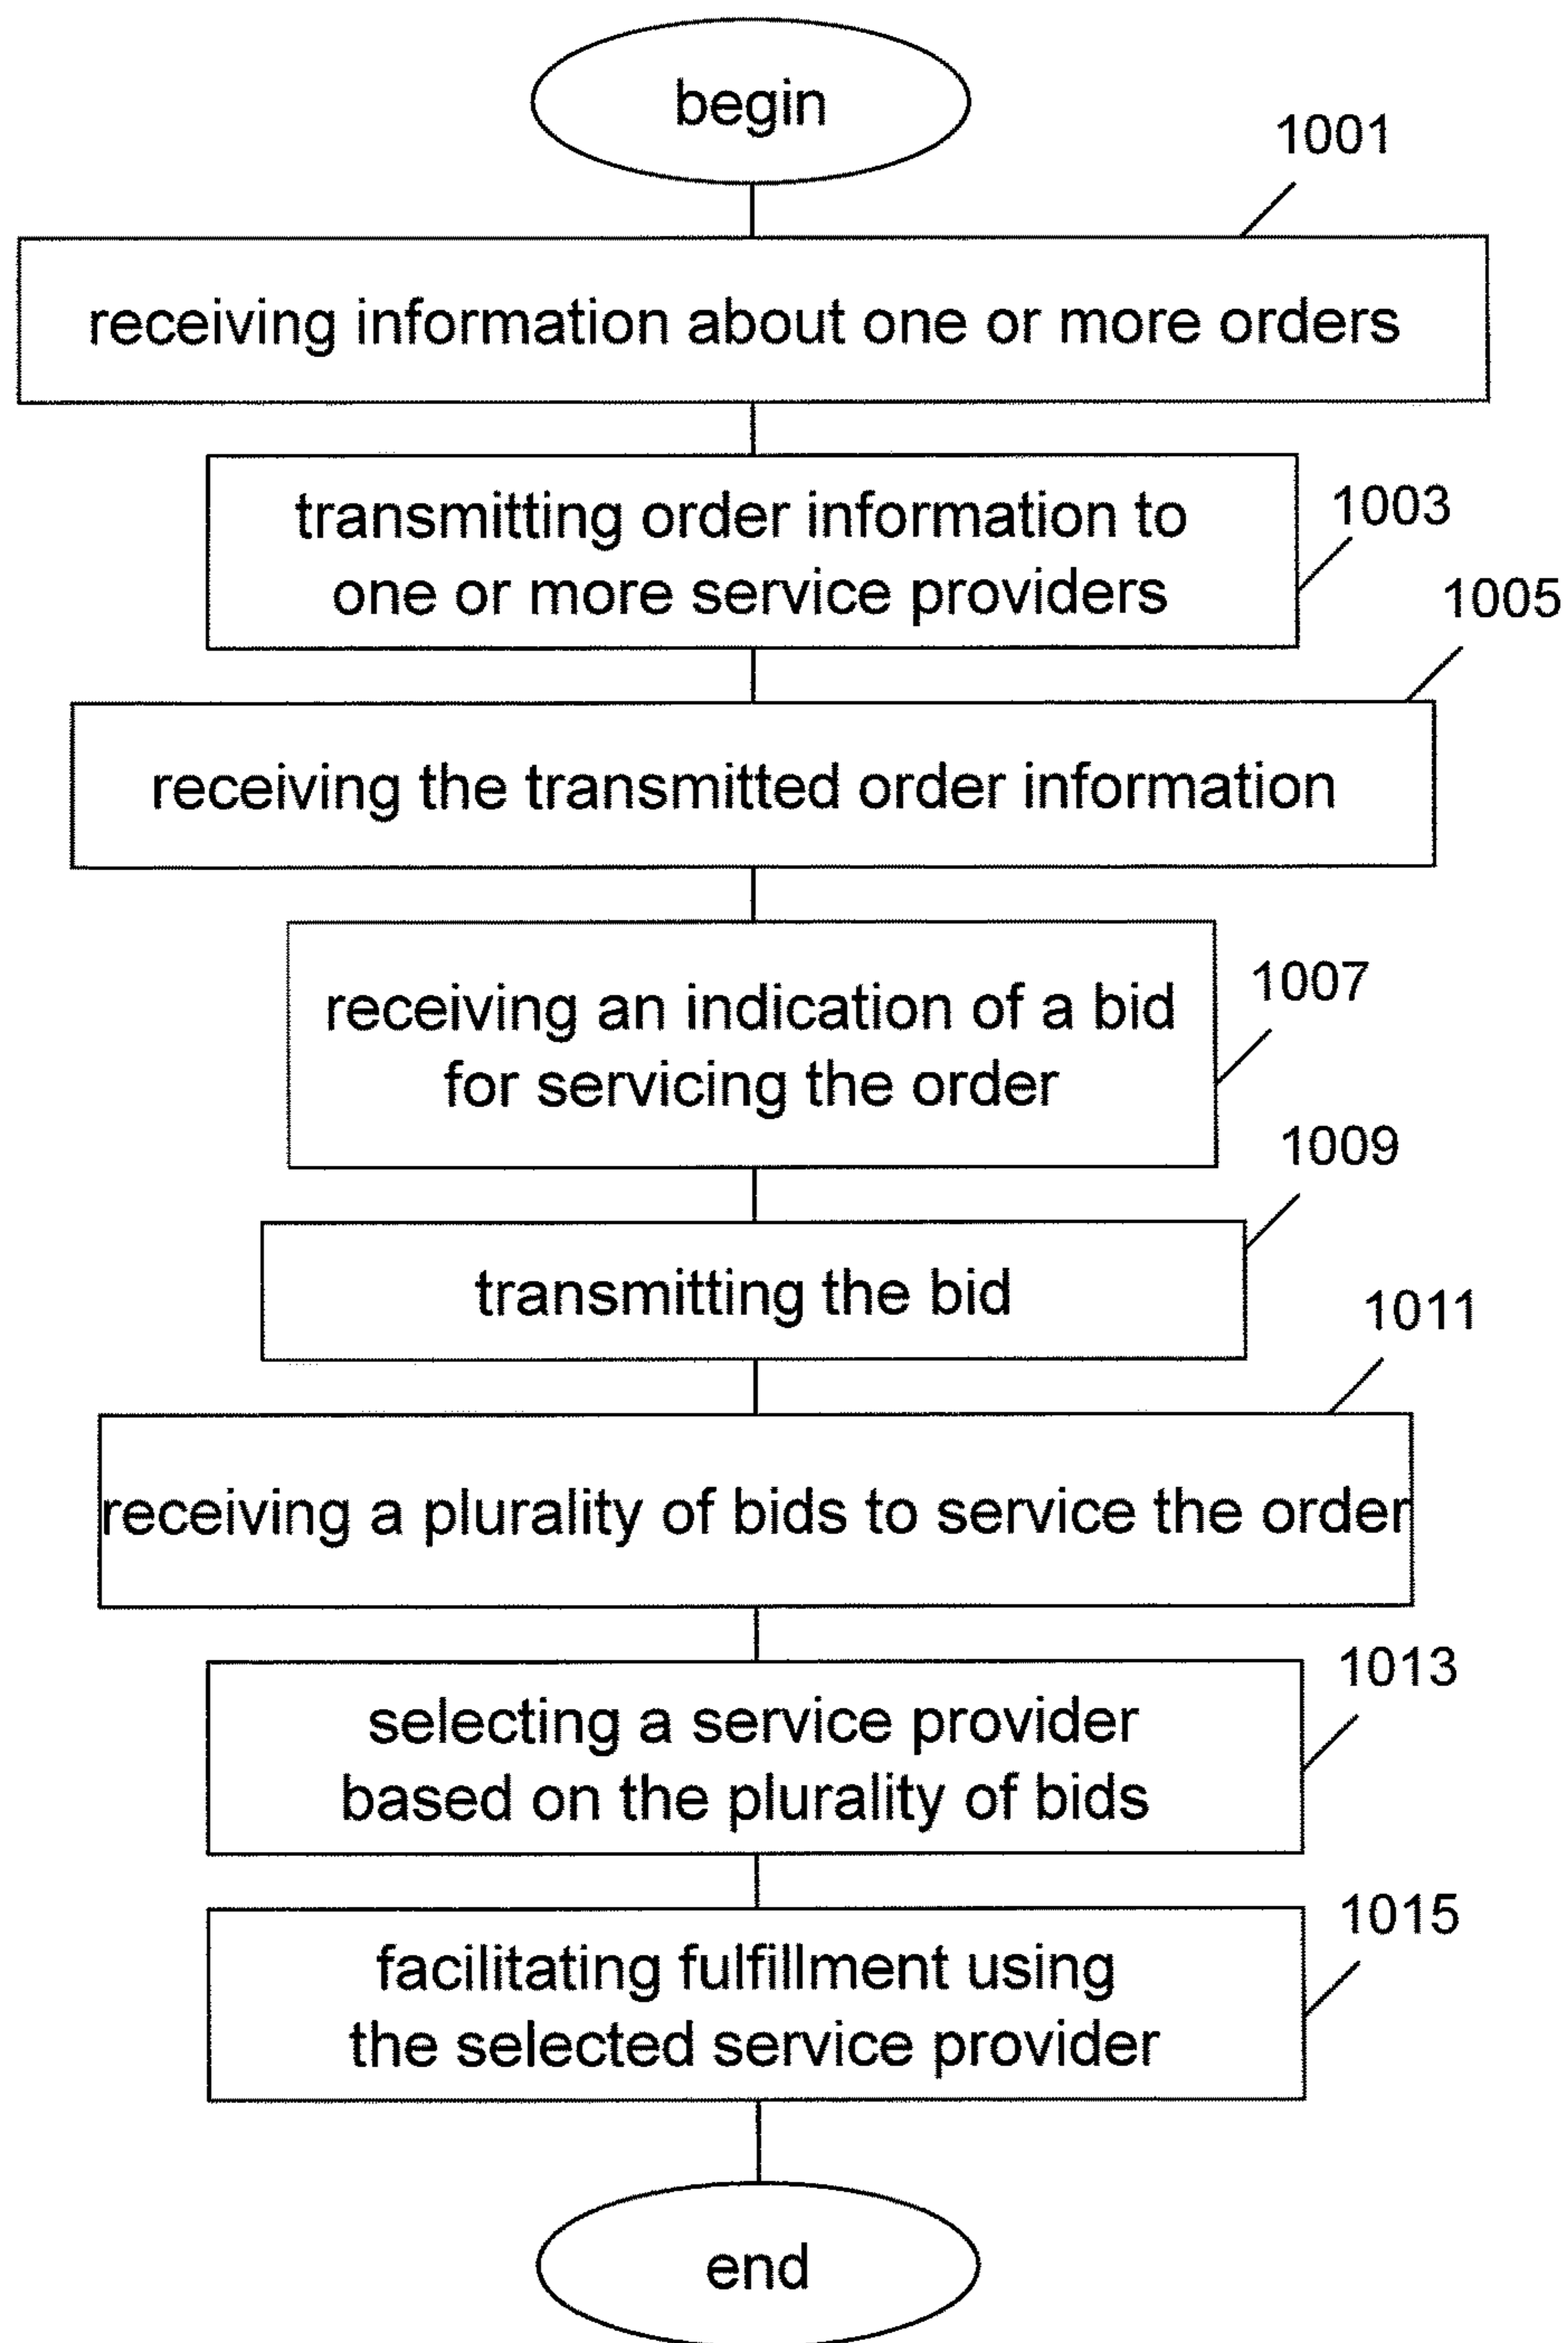 begin
1001
receiving information about one or more orders
transmitting order information to
one or more service providers
1003
1005
receiving the transmitted order information
receiving an indication of a bid
for servicing the order
1007
1009
transmitting the bid
1011
receiving a plurality of bids to service the order
1013
selecting a service provider
based on the plurality of bids
1015
facilitating fulfillment using
the selected service provider
end